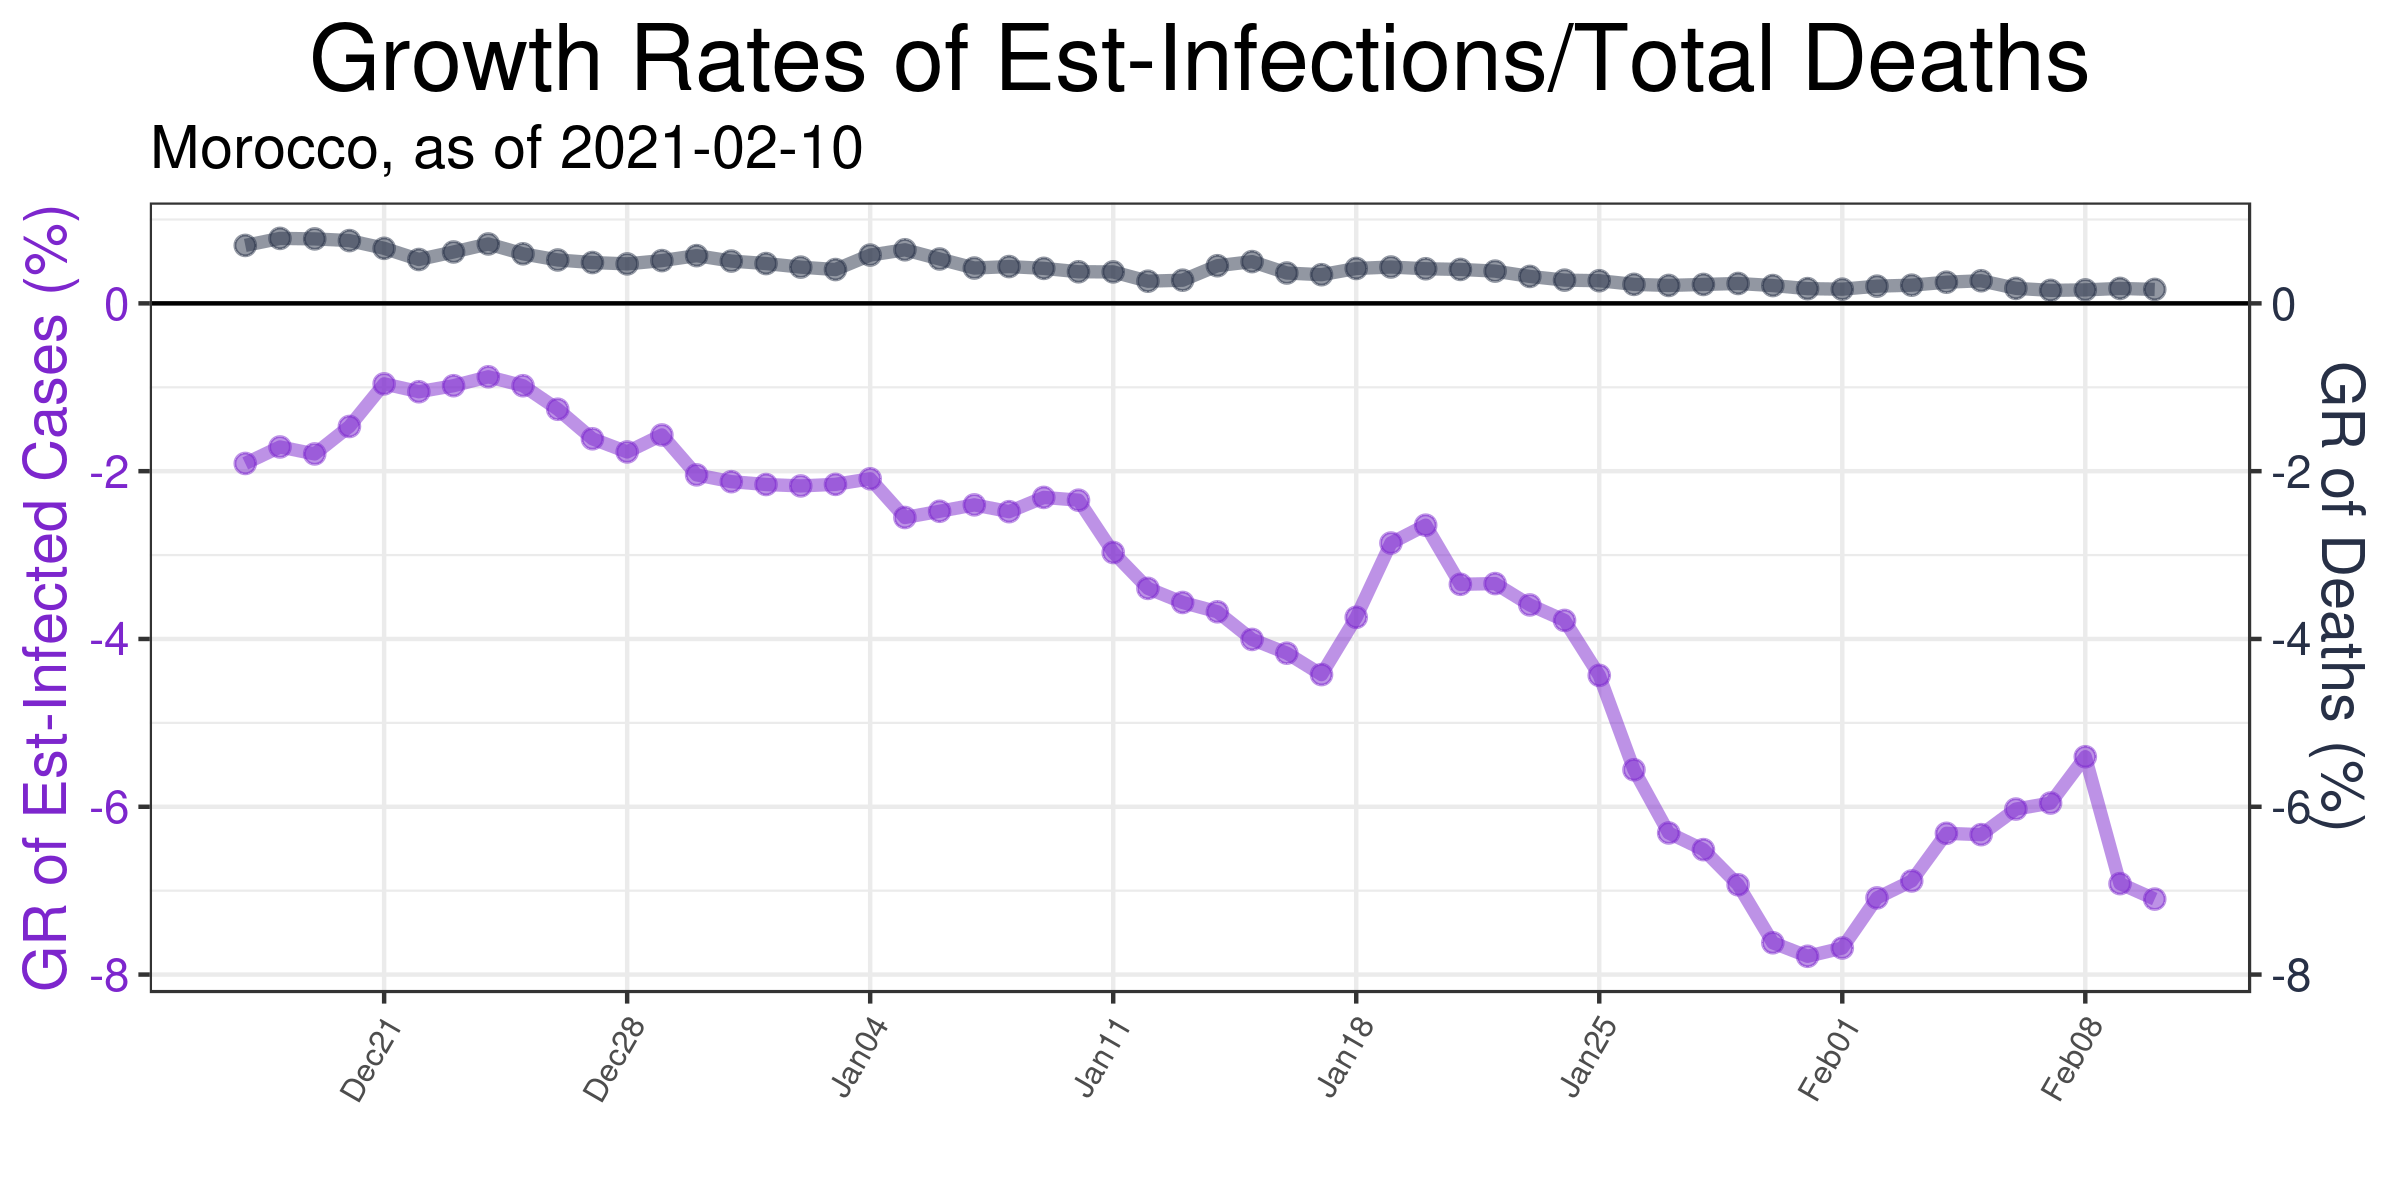 Growth Rates of Est-Infections/Total Deaths
Morocco, as of 2021-02-10
GR of Est-Infected Cases (%)
0
-2
-4
-6
-8
0
-2
-4
-6
-8
GR of Deaths (%)
Dec21
Dec28
Jan04
Jan11
Jan18
Jan25
Feb01
Feb08